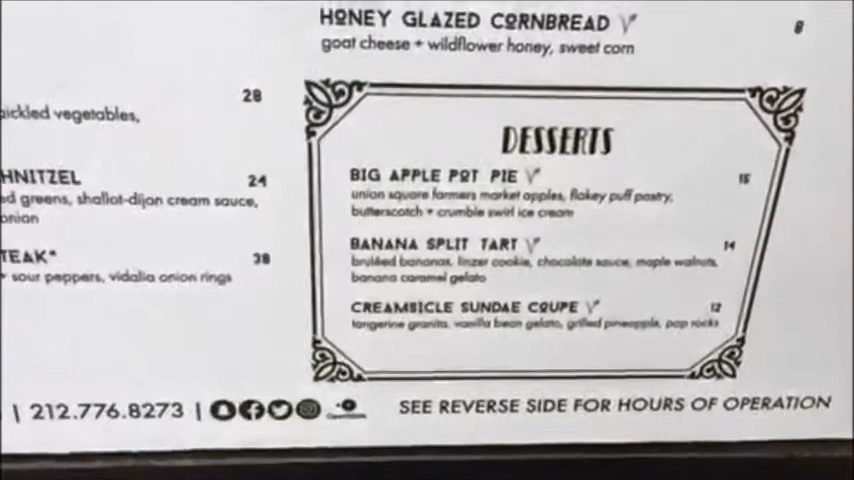 HONEY GLAZED CORNBREAD V 8
goat cheese + wildflower honey, sweet corn
28
pickled vegetables,
HNITZEL 24
ed greens, shallot-dijon cream sauce,
onion
TEAK* 38
+ sour peppers, vidalia onion rings
DESSERTS
BIG APPLE POT PIE V 15
union square farmers market apples, flakey puff pastry,
butterscotch + crumble swirl ice cream
BANANA SPLIT TART V 14
brûléed bananas, linzer cookie, chocolate sauce, maple walnuts,
banana caramel gelato
CREAMSICLE SUNDAE COUPE V 12
tangerine granita, vanilla bean gelato, grilled pineapple, pop rocks
| 212.776.8273 |
SEE REVERSE SIDE FOR HOURS OF OPERATION